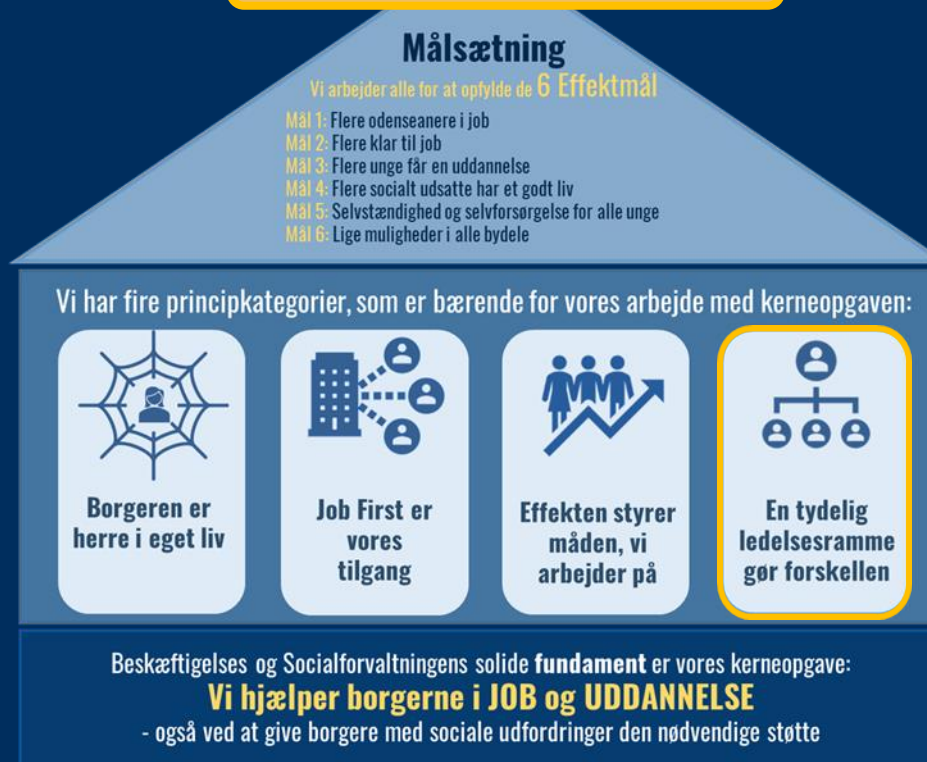 Målsætning
Vi arbejder alle for at opfylde de 6 Effektmål
Mål 1: Flere odenseanere i job
Mål 2: Flere klar til job
Mål 3: Flere unge får en uddannelse
Mål 4: Flere socialt udsatte har et godt liv
Mål 5: Selvstændighed og selvforsørgelse for alle unge
Mål 6: Lige muligheder i alle bydele
Vi har fire principkategorier, som er bærende for vores arbejde med kerneopgaven:
Borgeren er
herre i eget liv
Job First er
vores
tilgang
Effekten styrer
måden, vi
arbejder på
En tydelig
ledelsesramme
gør forskellen
Beskæftigelses og Socialforvaltningens solide fundament er vores kerneopgave:
Vi hjælper borgerne i JOB og UDDANNELSE
- også ved at give borgere med sociale udfordringer den nødvendige støtte